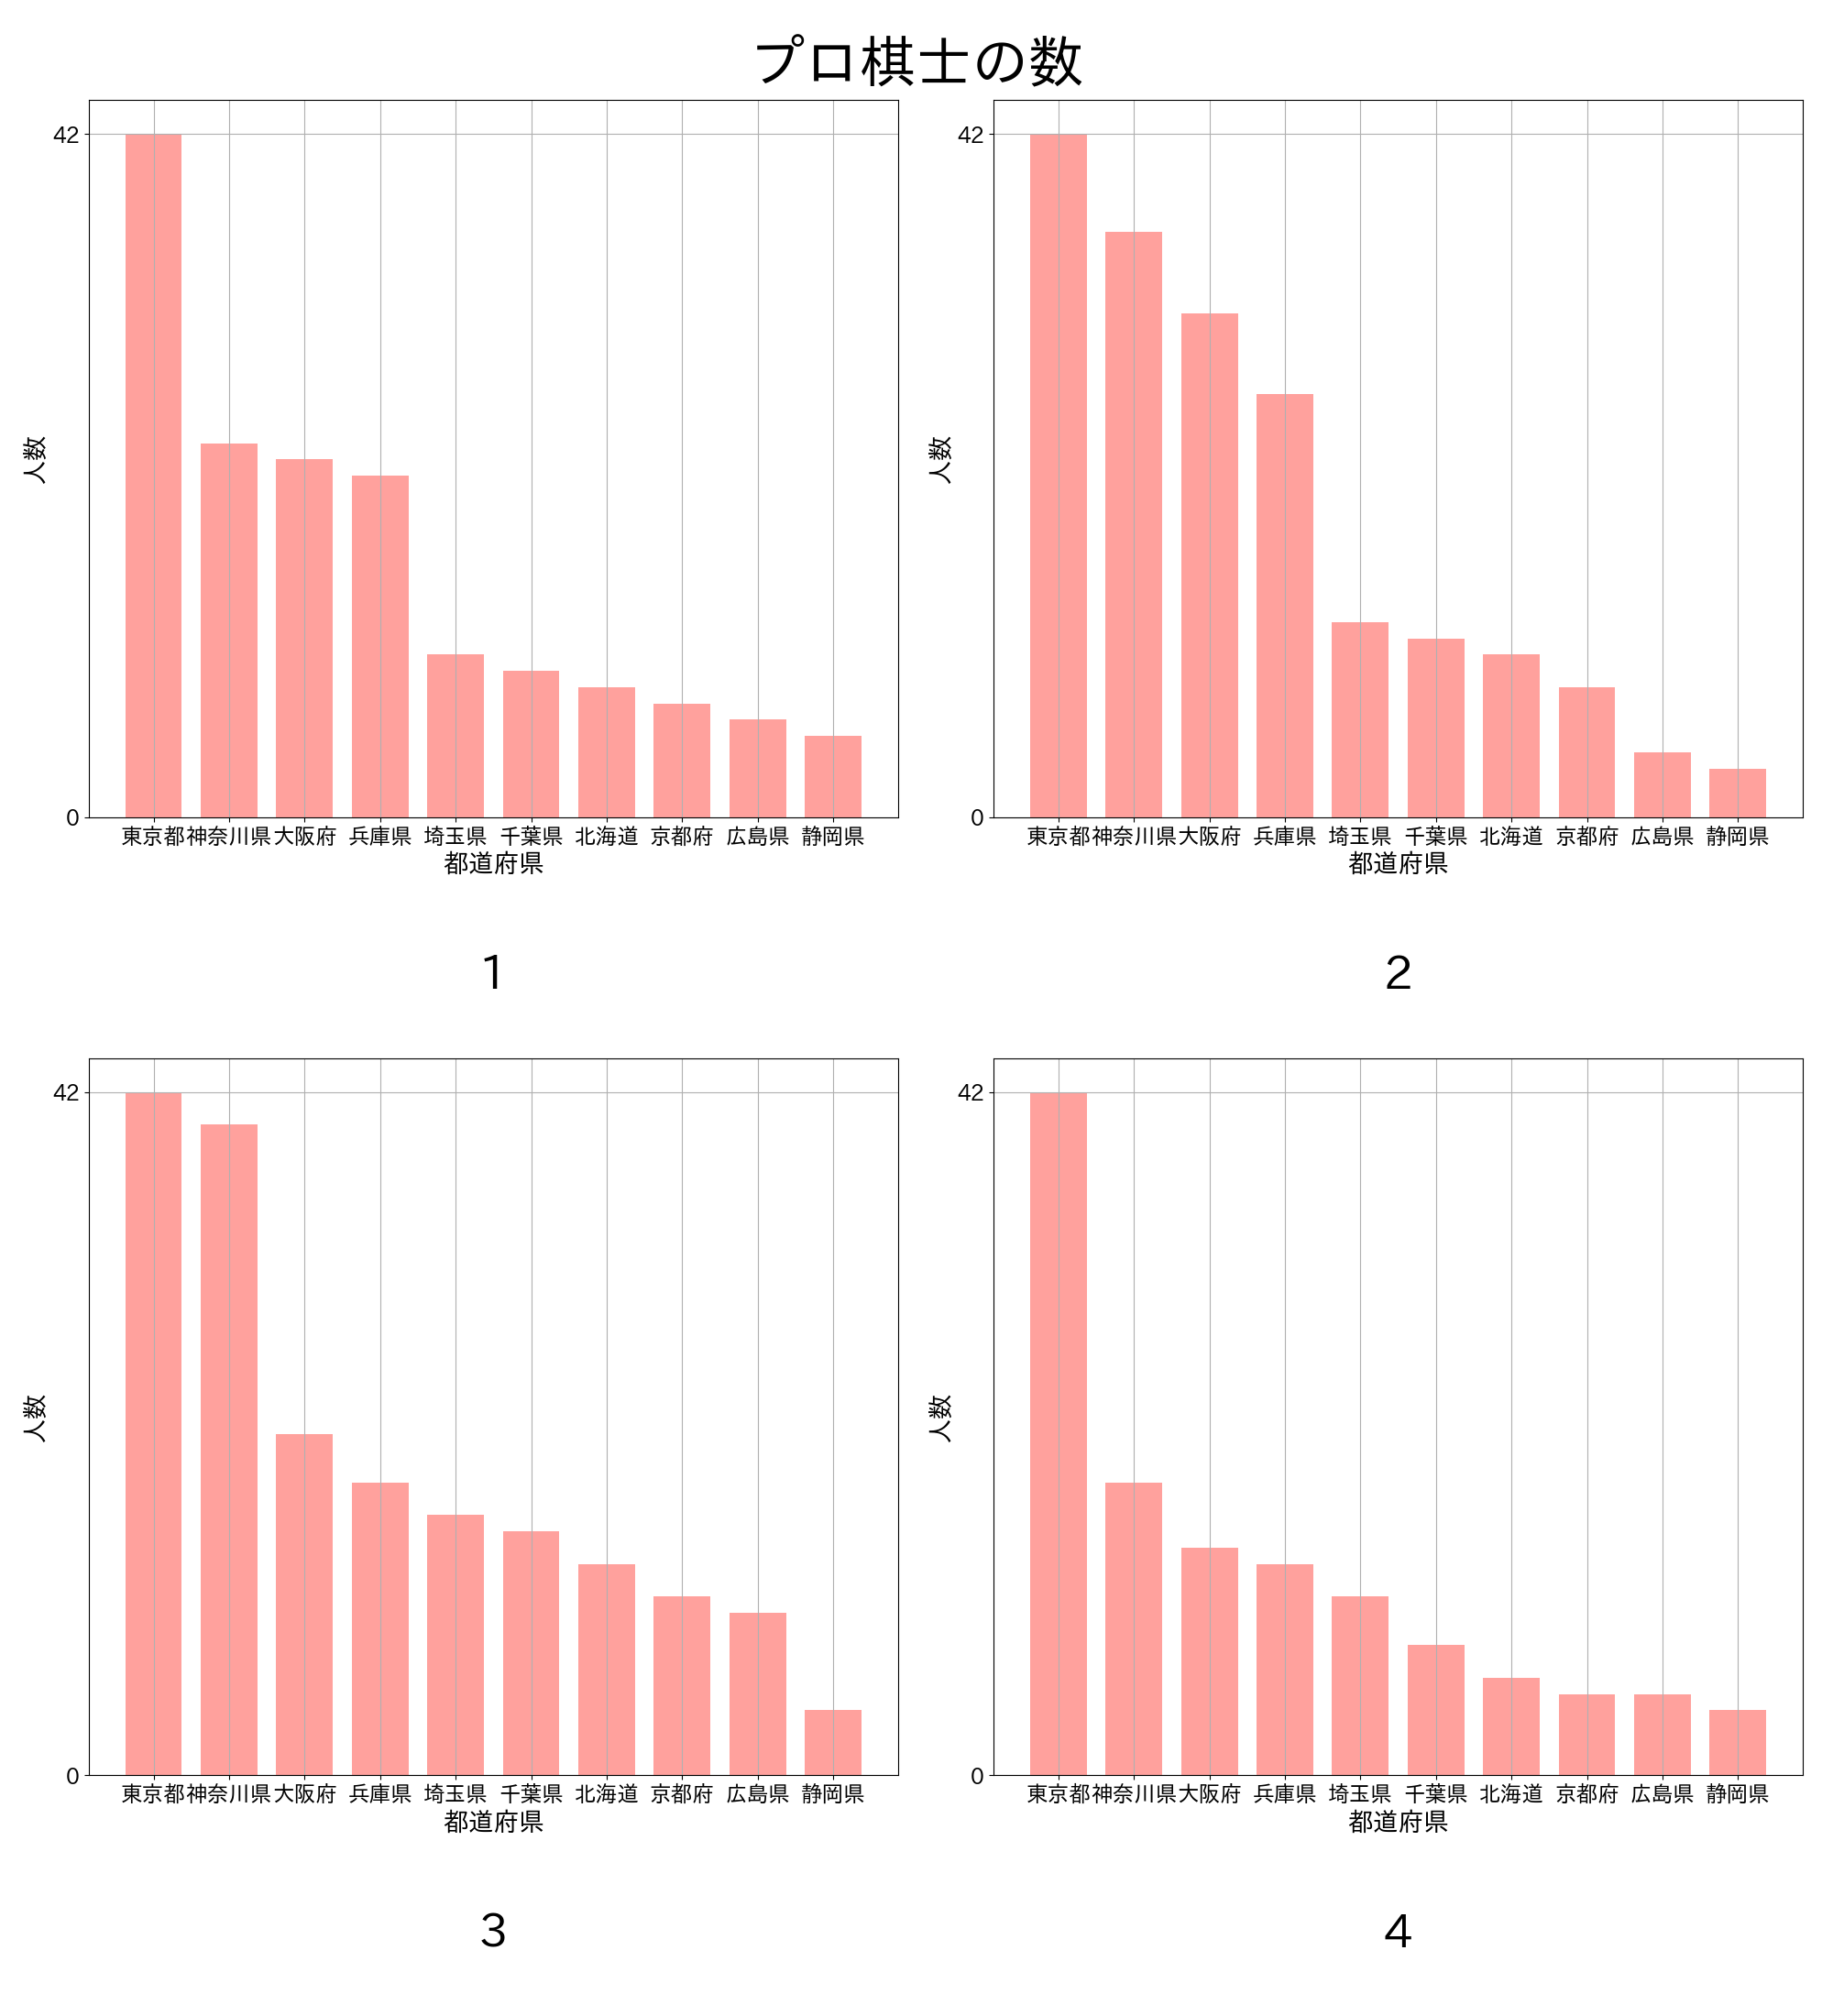 プロ棋士の数
42
0
人数
東京都 神奈川県 大阪府 兵庫県 埼玉県 千葉県 北海道 京都府 広島県 静岡県
都道府県
1
42
0
人数
東京都 神奈川県 大阪府 兵庫県 埼玉県 千葉県 北海道 京都府 広島県 静岡県
都道府県
2
42
0
人数
東京都 神奈川県 大阪府 兵庫県 埼玉県 千葉県 北海道 京都府 広島県 静岡県
都道府県
3
42
0
人数
東京都 神奈川県 大阪府 兵庫県 埼玉県 千葉県 北海道 京都府 広島県 静岡県
都道府県
4